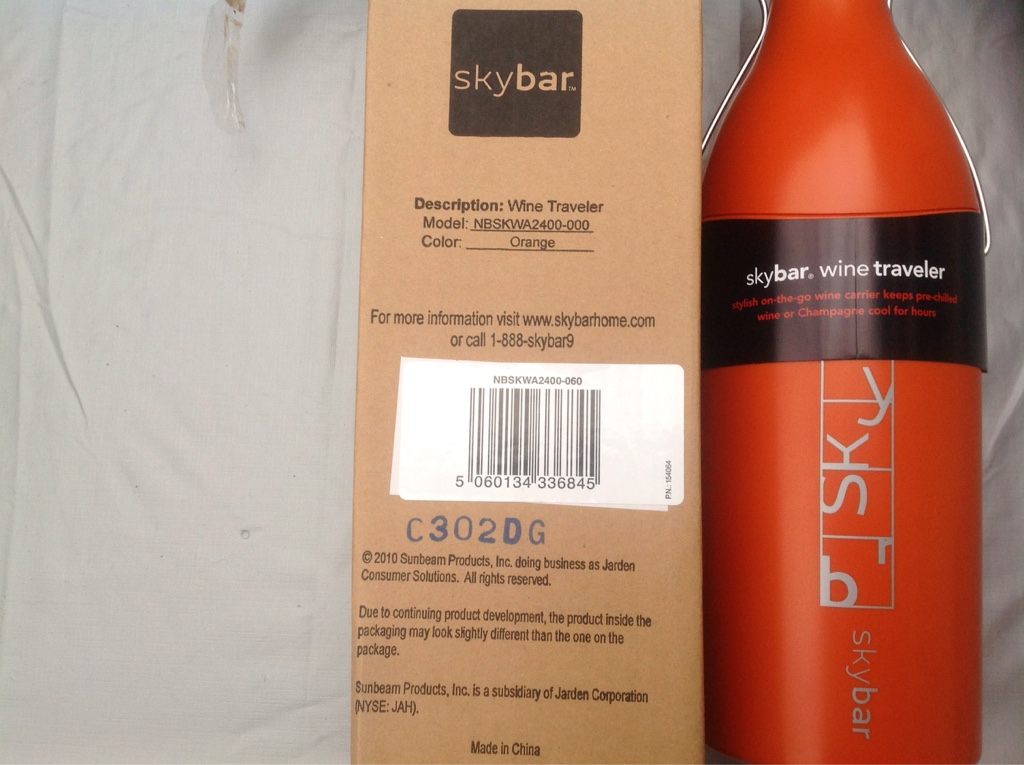 skybar™
Description: Wine Traveler
Model: NBSKWA2400-000
Color: Orange
For more information visit www.skybarhome.com
or call 1-888-skybar9
NBSKWA2400-060
5 060134 336845
P.N.: 154064
C302DG
© 2010 Sunbeam Products, Inc. doing business as Jarden
Consumer Solutions. All rights reserved.
Due to continuing product development, the product inside the
packaging may look slightly different than the one on the
package.
Sunbeam Products, Inc. is a subsidiary of Jarden Corporation
(NYSE: JAH).
Made in China
skybar® wine traveler
stylish on-the-go wine carrier keeps pre-chilled
wine or Champagne cool for hours
sky
b r
skybar